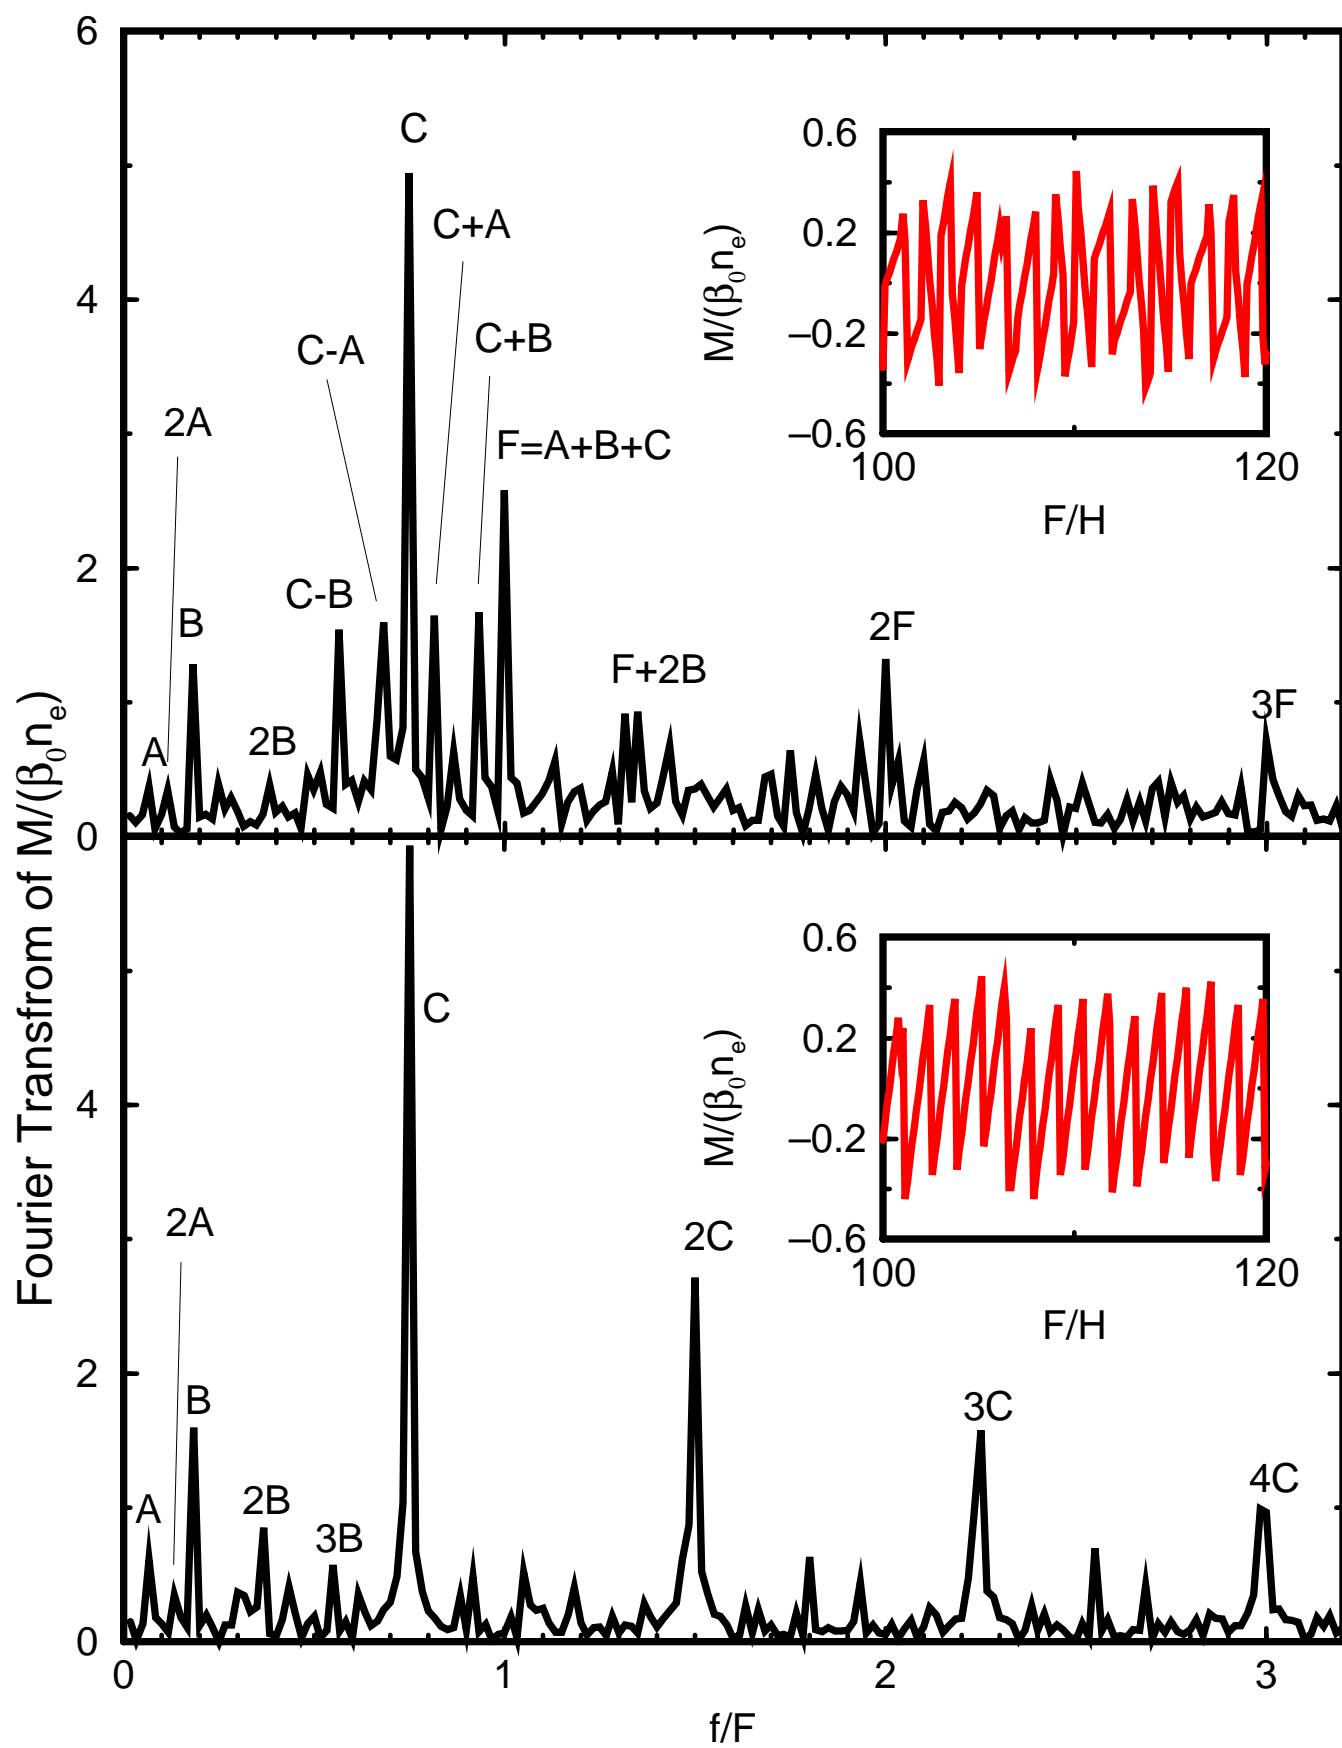 Fourier Transfrom of M/(β₀nₑ)
6
4
2
0
C
C+A
C-A
C+B
2A
F=A+B+C
C-B
B
F+2B
2F
2B
A
3F
M/(β₀nₑ)
0.6
0.2
–0.2
–0.6
100
120
F/H
4
2
0
C
2A
2C
B
3C
4C
2B
A
3B
M/(β₀nₑ)
0.6
0.2
–0.2
–0.6
100
120
F/H
0
1
2
3
f/F